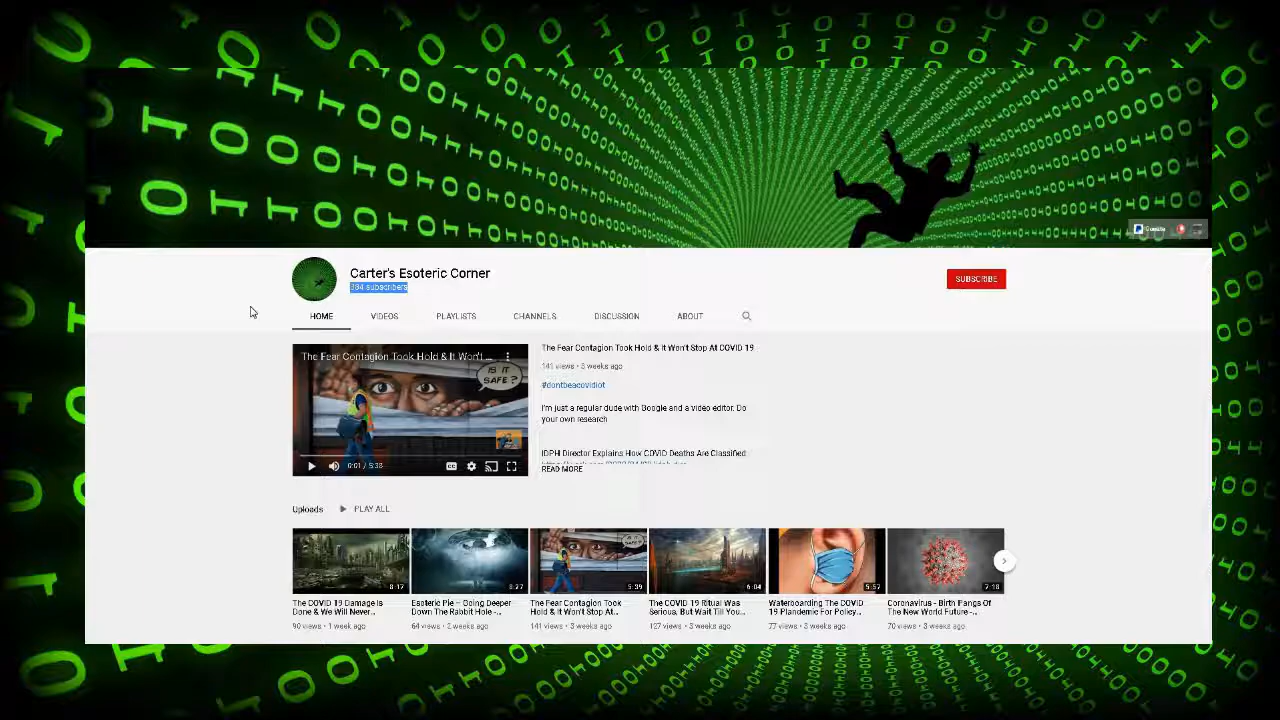 Donate
Carter's Esoteric Corner
304 subscribers
SUBSCRIBE
HOME VIDEOS PLAYLISTS CHANNELS DISCUSSION ABOUT
The Fear Contagion Took Hold & It Won't ...
IS IT SAFE?
0:01 / 5:33
The Fear Contagion Took Hold & It Won't Stop At COVID 19
141 views • 3 weeks ago
#dontbeacovidiot
I'm just a regular dude with Google and a video editor. Do
your own research
IDPH Director Explains How COVID Deaths Are Classified
READ MORE
Uploads PLAY ALL
8:17 8:27 5:39 6:04 5:57 7:18
The COVID 19 Damage Is Done & We Will Never...
90 views • 1 week ago
Esoteric Pie – Going Deeper Down The Rabbit Hole -...
64 views • 2 weeks ago
The Fear Contagion Took Hold & It Won't Stop At...
141 views • 3 weeks ago
The COVID 19 Ritual Was Serious, But Wait Till You...
127 views • 3 weeks ago
Waterboarding The COVID 19 Plandemic For Policy...
77 views • 3 weeks ago
Coronavirus - Birth Pangs Of The New World Future -...
70 views • 3 weeks ago